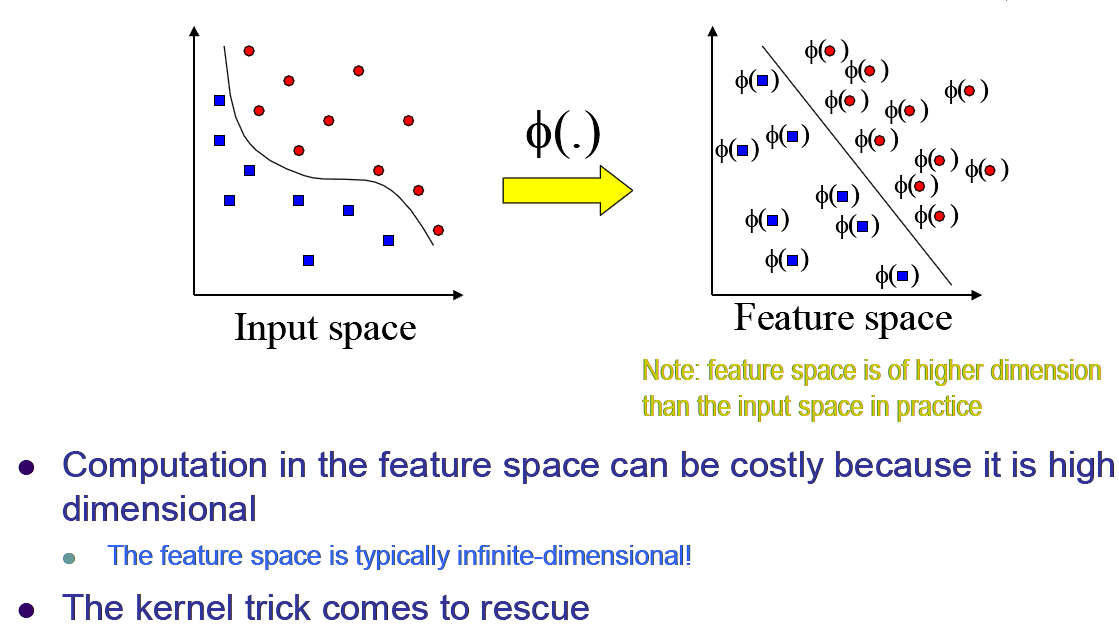 ϕ( )
ϕ( )
ϕ( )
ϕ( )
ϕ( )
ϕ( )
ϕ(.)
ϕ( )
ϕ( )
ϕ( )
ϕ( )
ϕ( )
ϕ( )
ϕ( )
ϕ( )
ϕ( )
ϕ( )
ϕ( )
ϕ( )
Input space
Feature space
Note: feature space is of higher dimension
than the input space in practice
• Computation in the feature space can be costly because it is high
dimensional
• The feature space is typically infinite-dimensional!
• The kernel trick comes to rescue